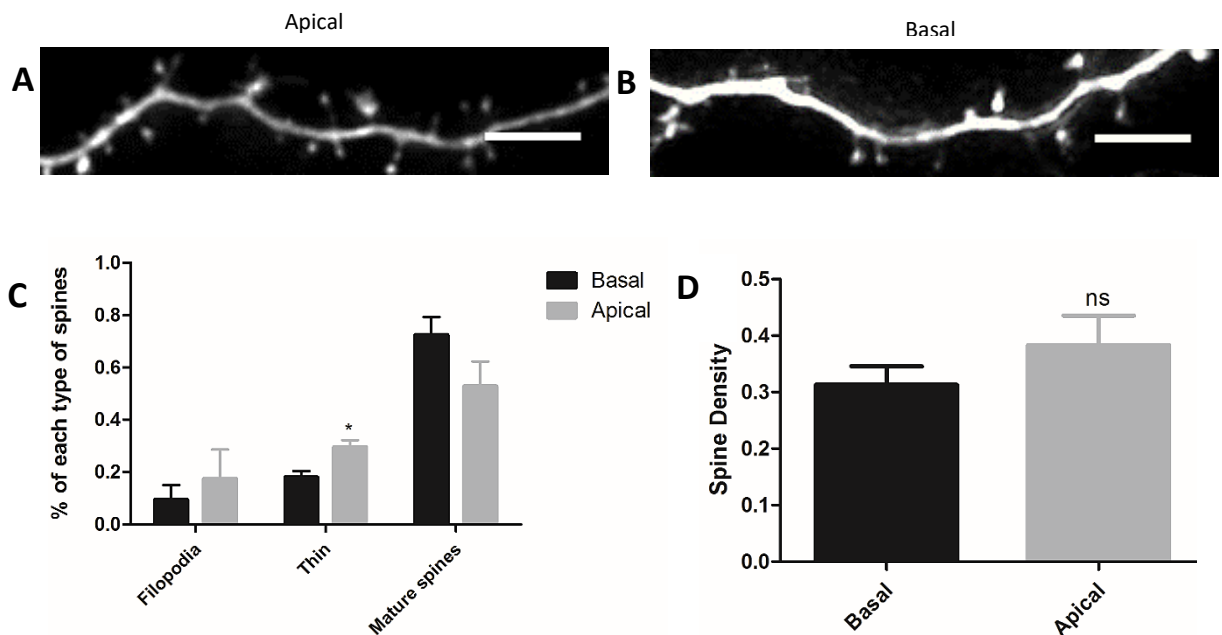 Apical
Basal
A
B
C
% of each type of spines
1.0
0.8
0.6
0.4
0.2
0.0
*
Filopodia
Thin
Mature spines
Basal
Apical
D
Spine Density
0.5
0.4
0.3
0.2
0.1
0.0
ns
Basal
Apical